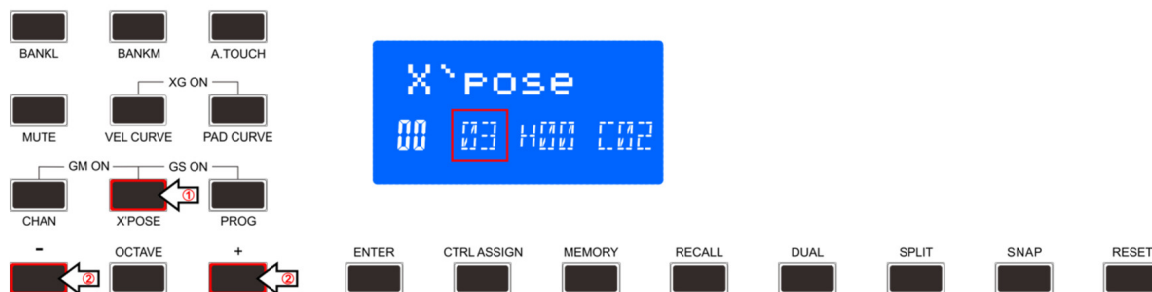 BANKL BANKM A.TOUCH
XG ON
MUTE VEL CURVE PAD CURVE
GM ON GS ON
①
CHAN X'POSE PROG
- OCTAVE +
② ②
X`pose
00 03 H00 C02
ENTER CTRL ASSIGN MEMORY RECALL DUAL SPLIT SNAP RESET